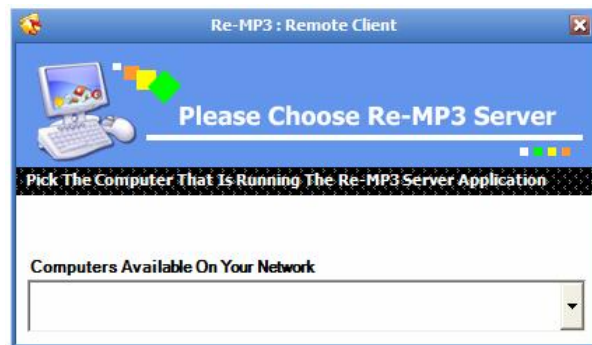 Re-MP3 : Remote Client
Please Choose Re-MP3 Server
Pick The Computer That Is Running The Re-MP3 Server Application
Computers Available On Your Network